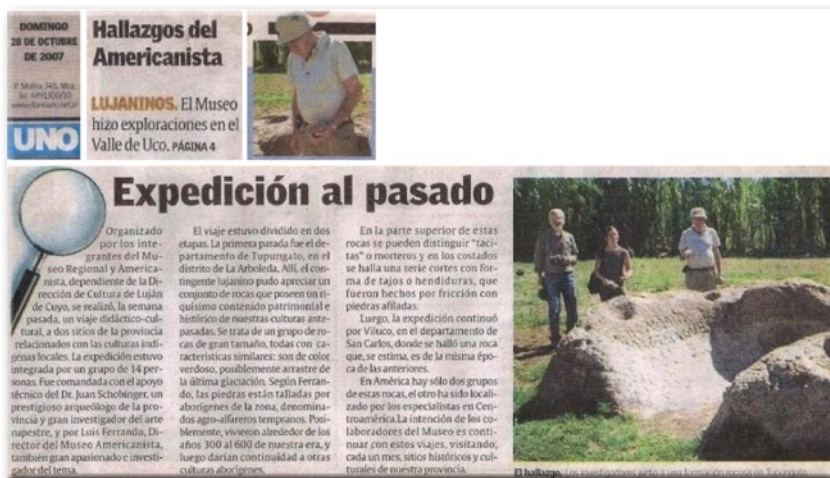 DOMINGO
28 DE OCTUBRE
DE 2007
P. Molina 345, Mza.
UNO
Hallazgos del
Americanista
LUJANINOS. El Museo
hizo exploraciones en el
Valle de Uco. PÁGINA 4
Expedición al pasado
Organizado
por los inte-
grantes del Mu-
seo Regional y America-
nista, dependiente de la Di-
rección de Cultura de Luján
de Cuyo, se realizó, la semana
pasada, un viaje didáctico-cul-
tural, a dos sitios de la provincia
relacionados con las culturas indí-
genas locales. La expedición estuvo
integrada por un grupo de 14 per-
sonas. Fue comandada con el apoyo
técnico del Dr. Juan Schobinger, un
prestigioso arqueólogo de la pro-
vincia y gran investigador del arte
rupestre, y por Luis Ferrando, Di-
rector del Museo Americanista,
también gran apasionado e investi-
gador del tema.
El viaje estuvo dividido en dos
etapas. La primera parada fue el de-
partamento de Tupungato, en el
distrito de La Arboleda. Allí, el con-
tingente lujanino pudo apreciar un
conjunto de rocas que poseen un ri-
quísimo contenido patrimonial e
histórico de nuestras culturas ante-
pasadas. Se trata de un grupo de ro-
cas de gran tamaño, todas con ca-
racterísticas similares: son de color
verdoso, posiblemente arrastre de
la última glaciación. Según Ferran-
do, las piedras están talladas por
aborígenes de la zona, denomina-
dos agro-alfareros tempranos. Posi-
blemente, vivieron alrededor de los
años 300 al 600 de nuestra era, y
luego darían continuidad a otras
culturas aborígenes.
En la parte superior de estas
rocas se pueden distinguir "taci-
tas" o morteros y en los costados
se halla una serie cortes con for-
ma de tajos o hendiduras, que
fueron hechos por fricción con
piedras afiladas.
Luego, la expedición continuó
por Viluco, en el departamento de
San Carlos, donde se halló una roca
que, se estima, es de la misma épo-
ca de las anteriores.
En América hay sólo dos grupos
de estas rocas, el otro ha sido locali-
zado por los especialistas en Cen-
troamérica. La intención de los co-
laboradores del Museo es conti-
nuar con estos viajes, visitando,
cada un mes, sitios históricos y cul-
turales de nuestra provincia.
El hallazgo. Los investigadores junto a una formación rocosa en Tupungato